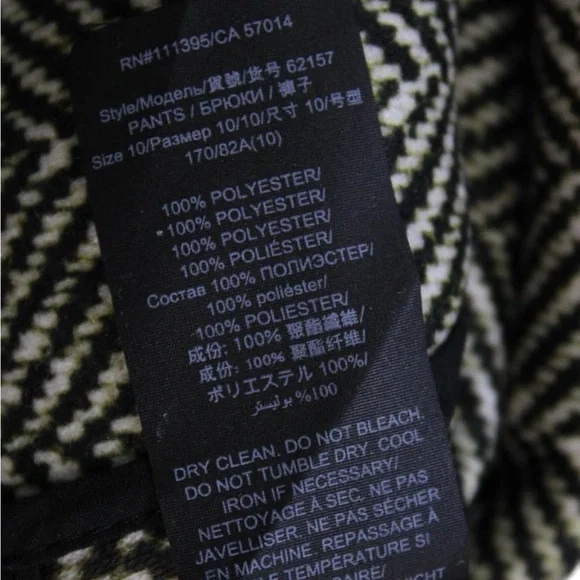 RN#111395/CA 57014
Style/Модель/貨號/货号 62157
PANTS / БРЮКИ / 褲子
Size 10/Размер 10/10/尺寸 10/号型
170/82A(10)
100% POLYESTER/
100% POLYESTER/
100% POLYESTER/
100% POLIÉSTER/
Состав 100% ПОЛИЭСТЕР/
100% poliéster/
100% POLIESTER/
成份: 100% 聚酯纖維/
成份: 100% 聚酯纤维/
ポリエステル 100%/
100% بوليستر
DRY CLEAN. DO NOT BLEACH.
DO NOT TUMBLE DRY. COOL
IRON IF NECESSARY/
NETTOYAGE À SEC. NE PAS
JAVELLISER. NE PAS SÉCHER
EN MACHINE. REPASSAGE À
TEMPÉRATURE SI